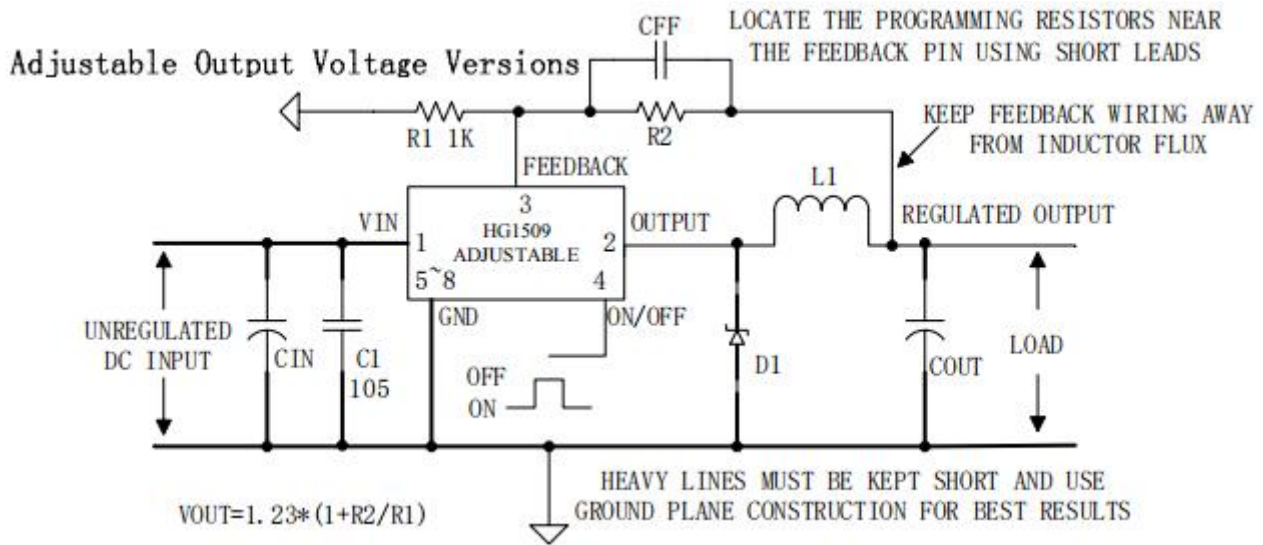 CFF
LOCATE THE PROGRAMMING RESISTORS NEAR
THE FEEDBACK PIN USING SHORT LEADS
Adjustable Output Voltage Versions
R1 1K
R2
KEEP FEEDBACK WIRING AWAY
FROM INDUCTOR FLUX
FEEDBACK
L1
3
VIN
HG1509
OUTPUT
REGULATED OUTPUT
1
ADJUSTABLE
2
5~8
4
GND
ON/OFF
UNREGULATED
DC INPUT
CIN
C1
105
D1
COUT
LOAD
OFF
ON
HEAVY LINES MUST BE KEPT SHORT AND USE
GROUND PLANE CONSTRUCTION FOR BEST RESULTS
VOUT=1.23*(1+R2/R1)